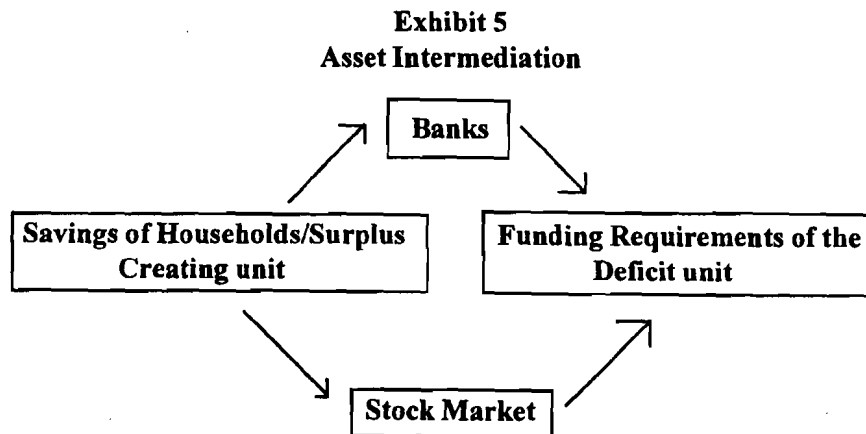 Exhibit 5
Asset Intermediation
Banks
Savings of Households/Surplus
Creating unit
Funding Requirements of the
Deficit unit
Stock Market